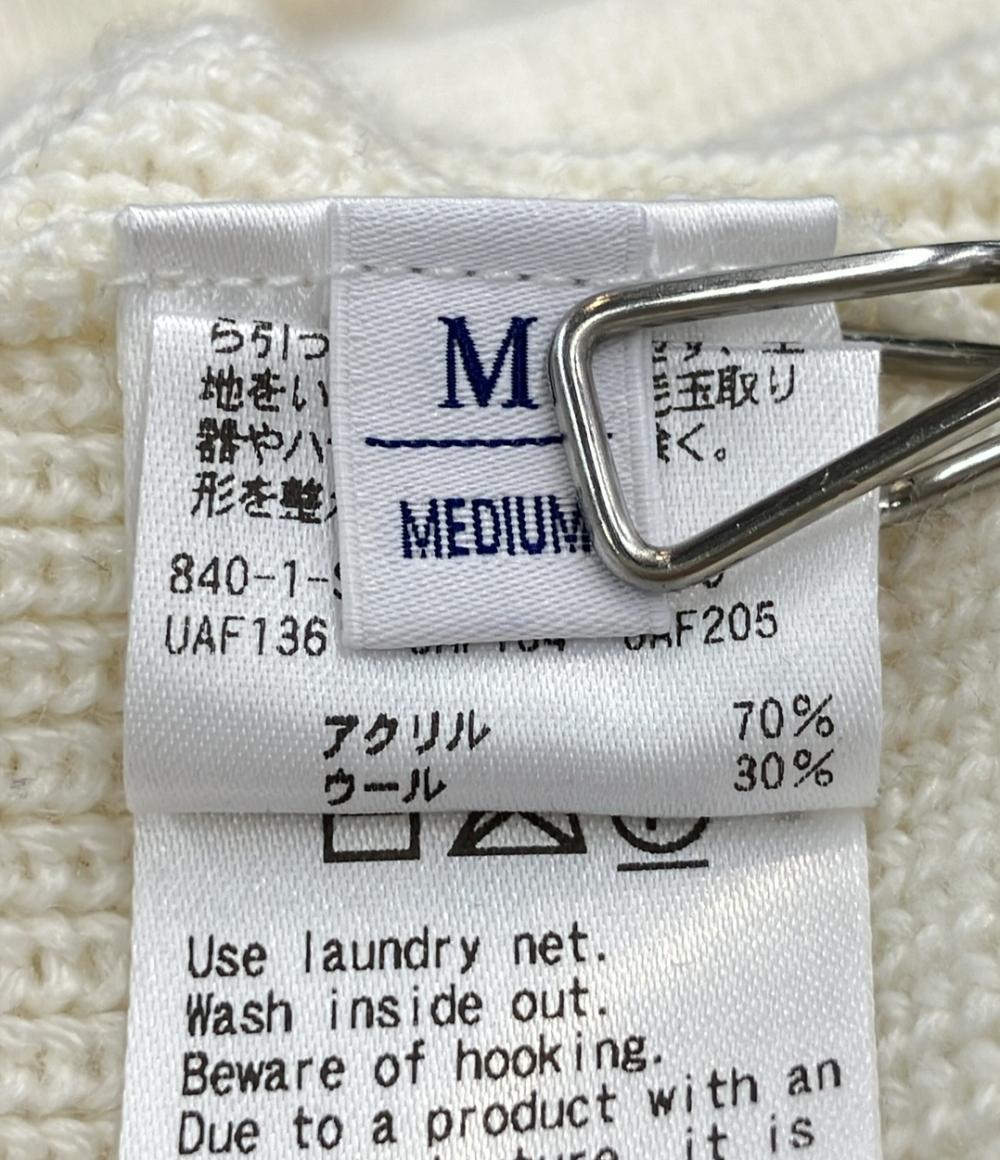 M
MEDIUM
ら引っ
地をい
玉取り
器やハ
く。
形を整
840-1-
UAF136 UAF205
アクリル 70%
ウール 30%
Use laundry net.
Wash inside out.
Beware of hooking.
Due to a product with an
it is